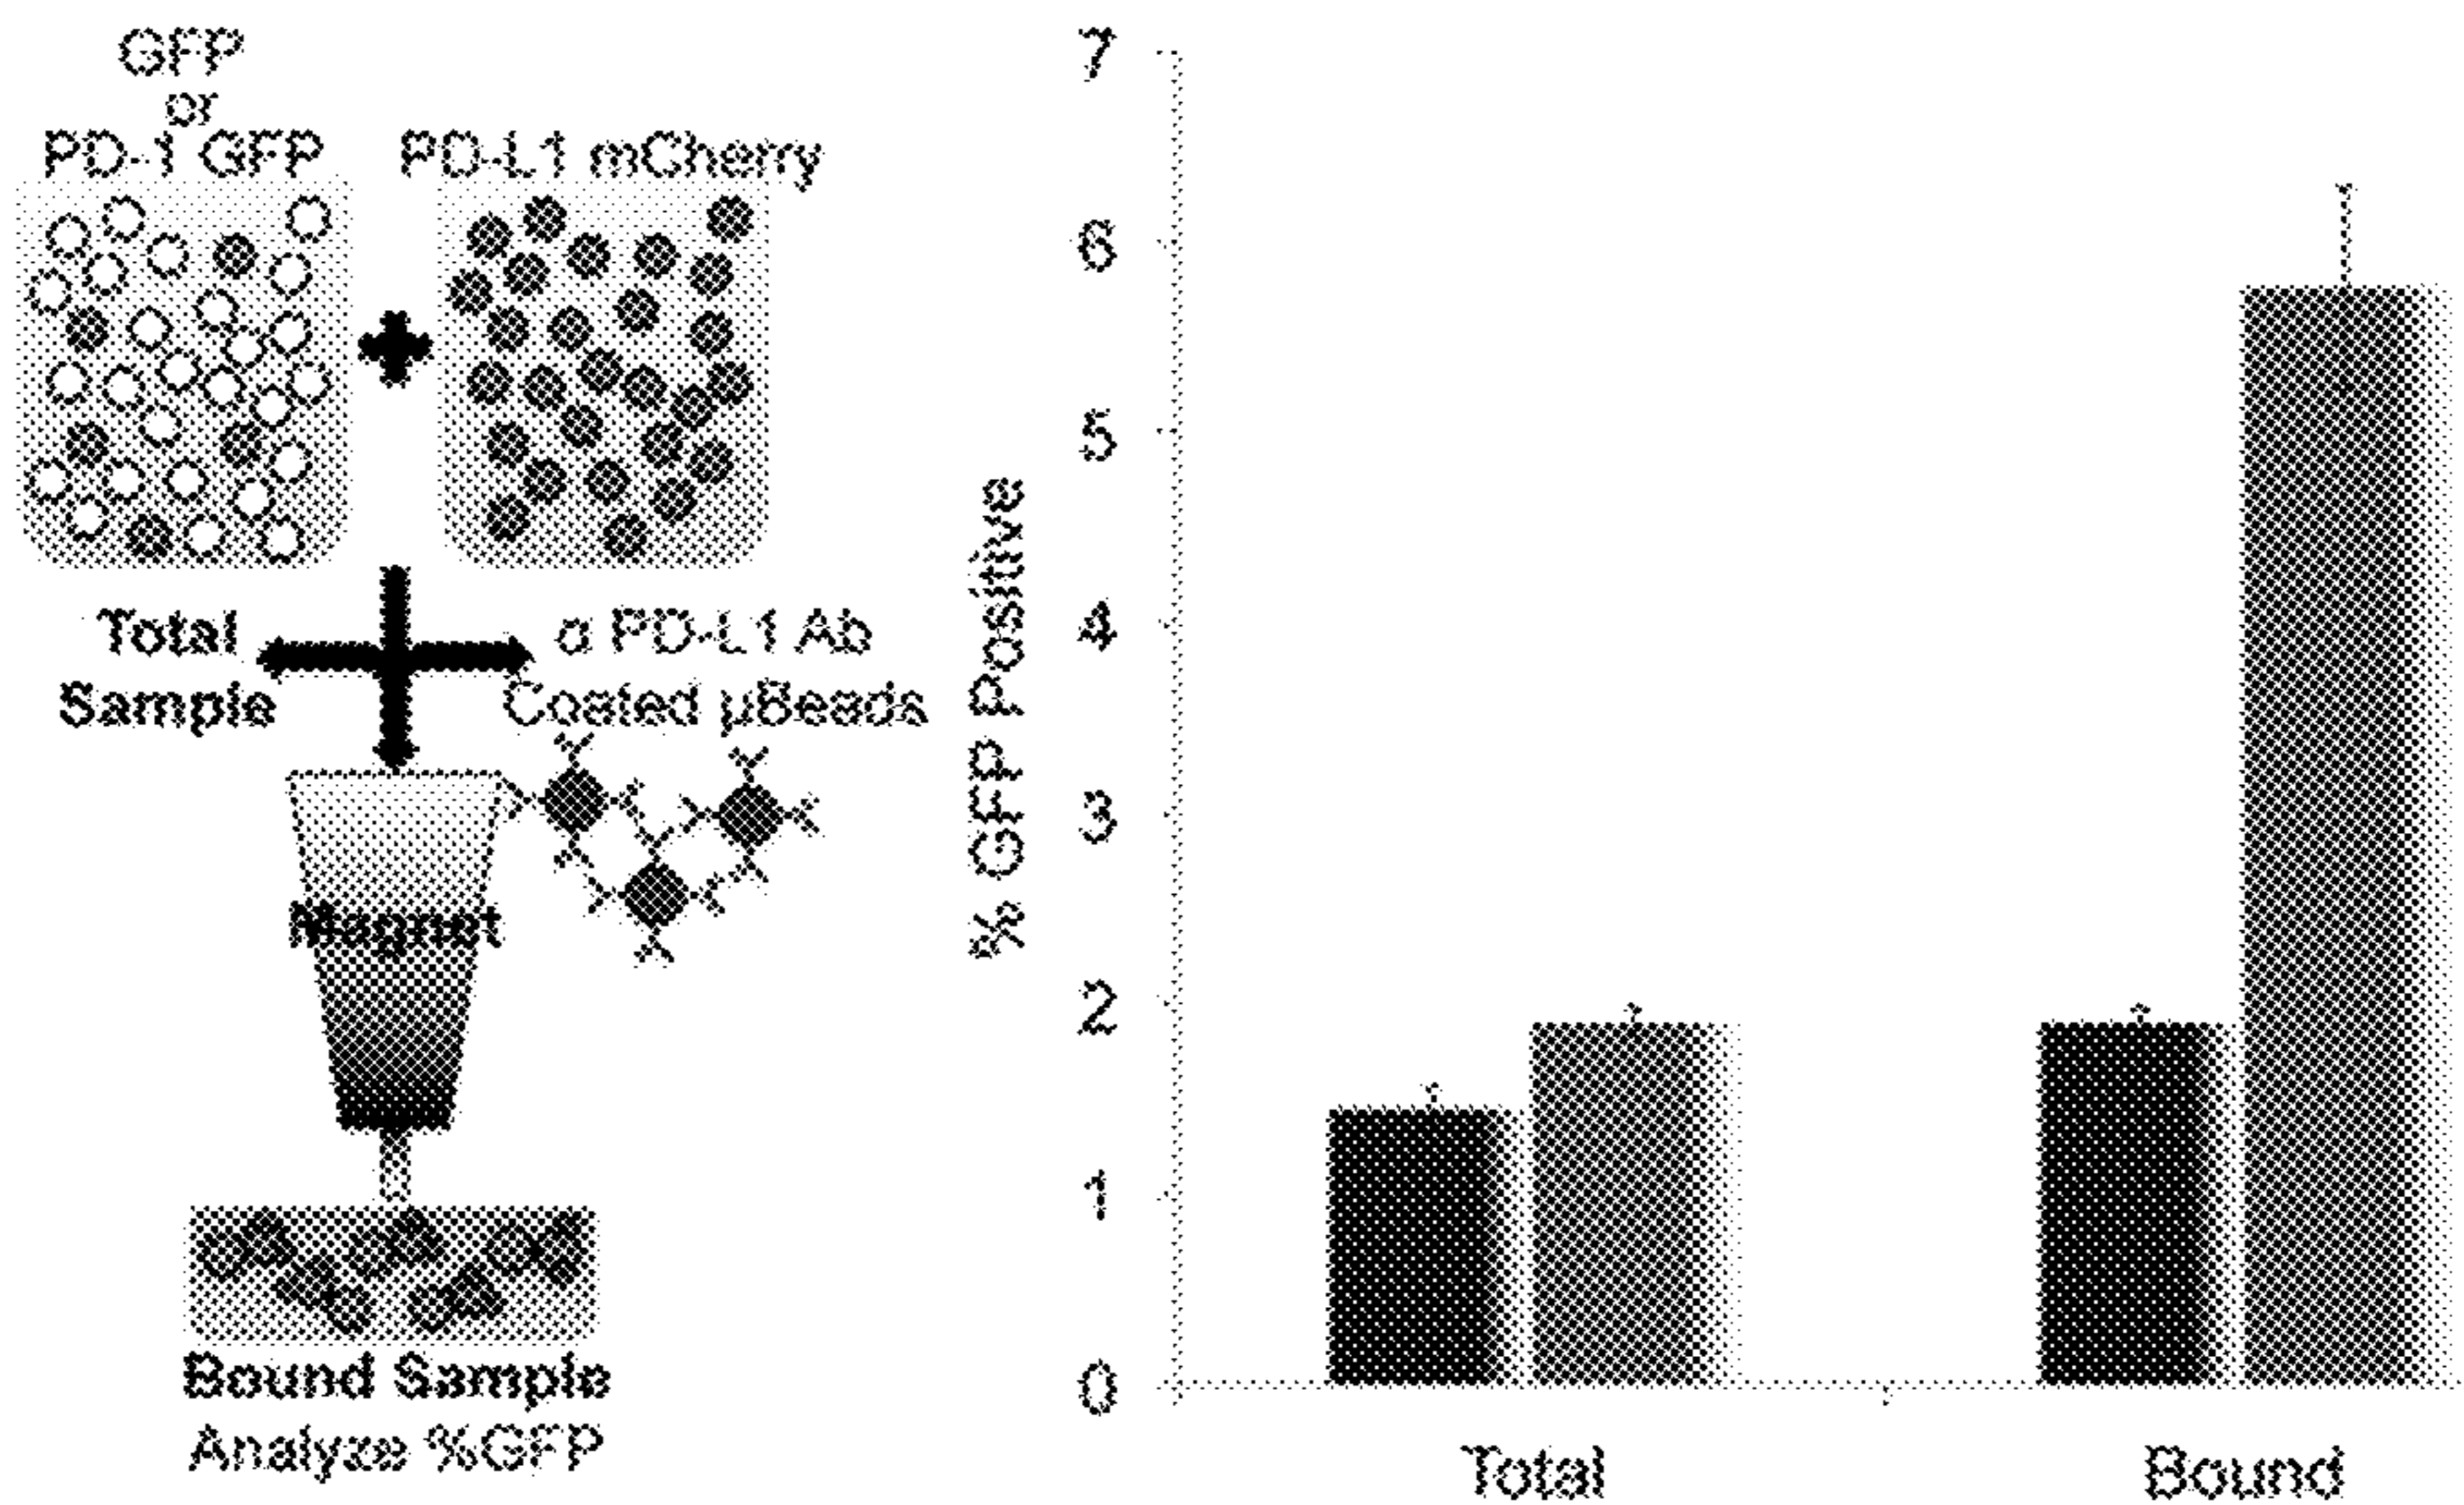 GFP
or
PD-1 GFP
PD-L1 mCherry
Total
Sample
α PD-L1 Ab
Coated µBeads
Magnet
Bound Sample
Analyze %GFP
% GFP Positive
7
6
5
4
3
2
1
0
Total
Bound